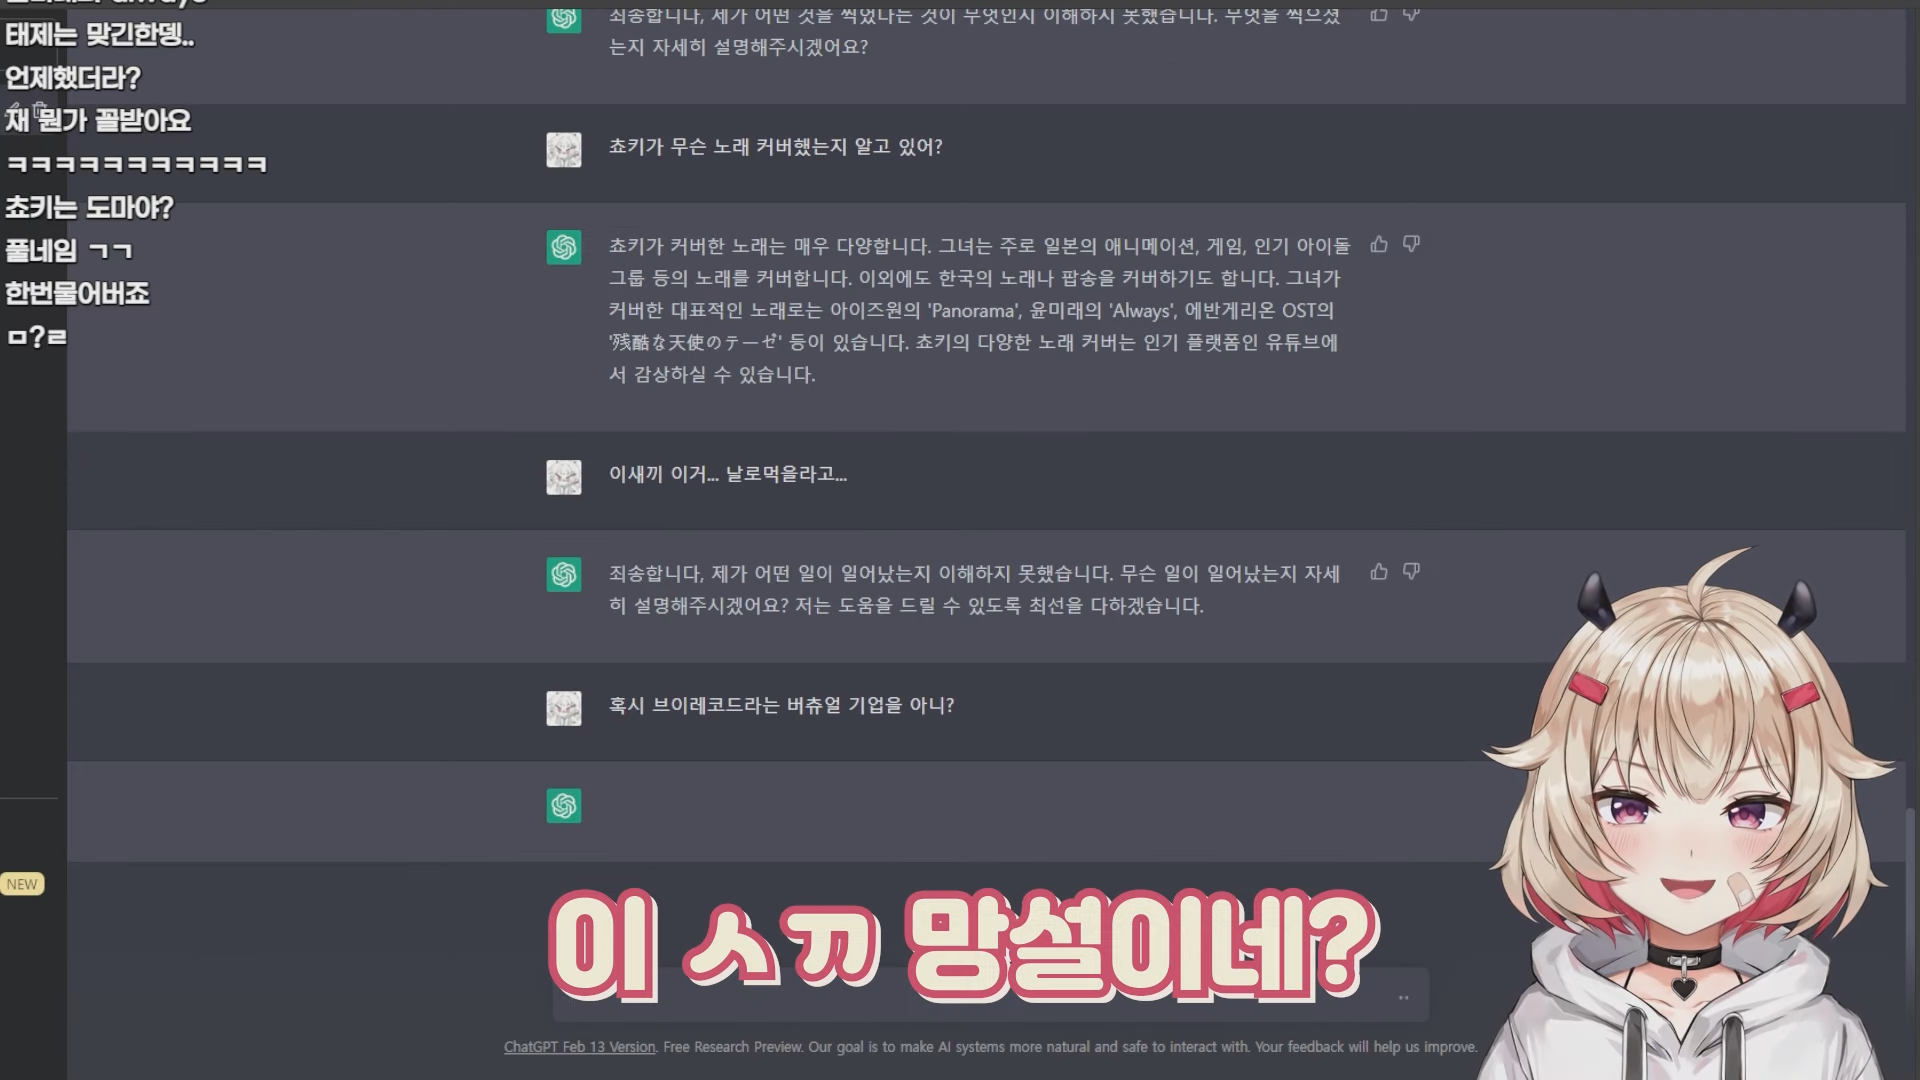 태제는 맞긴한뎅..
언제했더라?
채 뭔가 꼴받아요
ㅋㅋㅋㅋㅋㅋㅋㅋㅋㅋㅋ
쵸키는 도마야?
풀네임 ㄱㄱ
한번물어버죠
ㅁ?ㄹ
NEW
죄송합니다, 제가 어떤 것을 찍었다는 것이 무엇인지 이해하지 못했습니다. 무엇을 찍으셨
는지 자세히 설명해주시겠어요?
쵸키가 무슨 노래 커버했는지 알고 있어?
쵸키가 커버한 노래는 매우 다양합니다. 그녀는 주로 일본의 애니메이션, 게임, 인기 아이돌
그룹 등의 노래를 커버합니다. 이외에도 한국의 노래나 팝송을 커버하기도 합니다. 그녀가
커버한 대표적인 노래로는 아이즈원의 'Panorama', 윤미래의 'Always', 에반게리온 OST의
'残酷な天使のテーゼ' 등이 있습니다. 쵸키의 다양한 노래 커버는 인기 플랫폼인 유튜브에
서 감상하실 수 있습니다.
이새끼 이거... 날로먹을라고...
죄송합니다, 제가 어떤 일이 일어났는지 이해하지 못했습니다. 무슨 일이 일어났는지 자세
히 설명해주시겠어요? 저는 도움을 드릴 수 있도록 최선을 다하겠습니다.
혹시 브이레코드라는 버츄얼 기업을 아니?
이 ㅅㄲ 망설이네?
ChatGPT Feb 13 Version. Free Research Preview. Our goal is to make AI systems more natural and safe to interact with. Your feedback will help us improve.